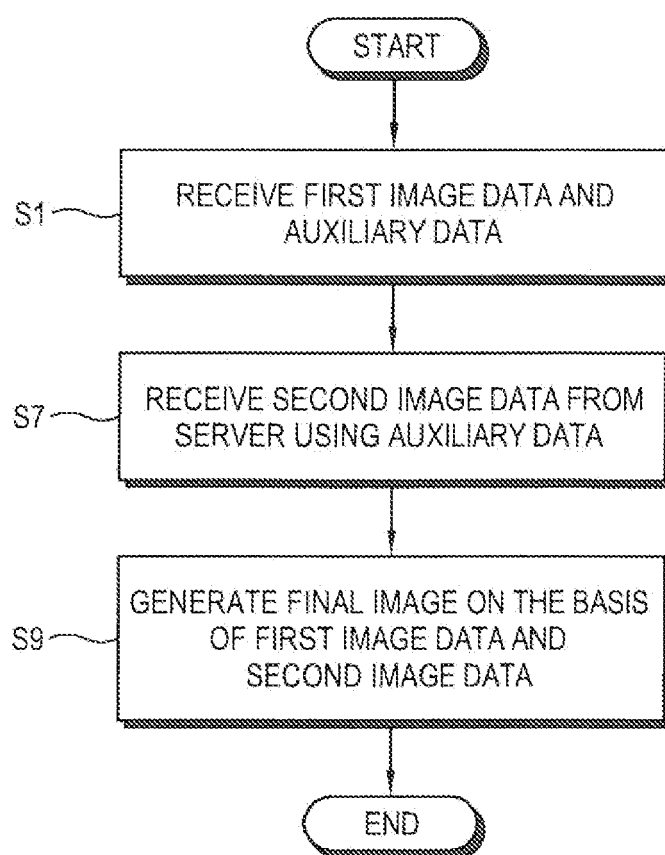 START
S1
RECEIVE FIRST IMAGE DATA AND
AUXILIARY DATA
S7
RECEIVE SECOND IMAGE DATA FROM
SERVER USING AUXILIARY DATA
S9
GENERATE FINAL IMAGE ON THE BASIS
OF FIRST IMAGE DATA AND
SECOND IMAGE DATA
END